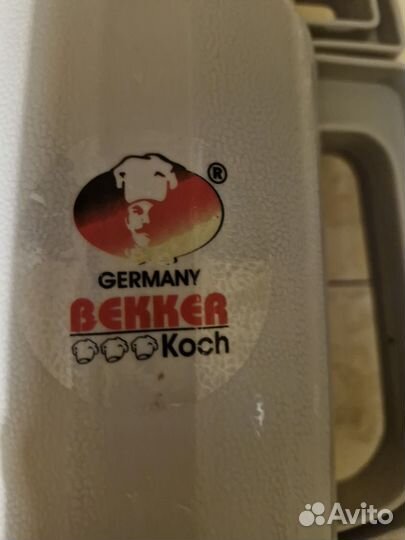 ®
GERMANY
BEKKER
Koch
Avito